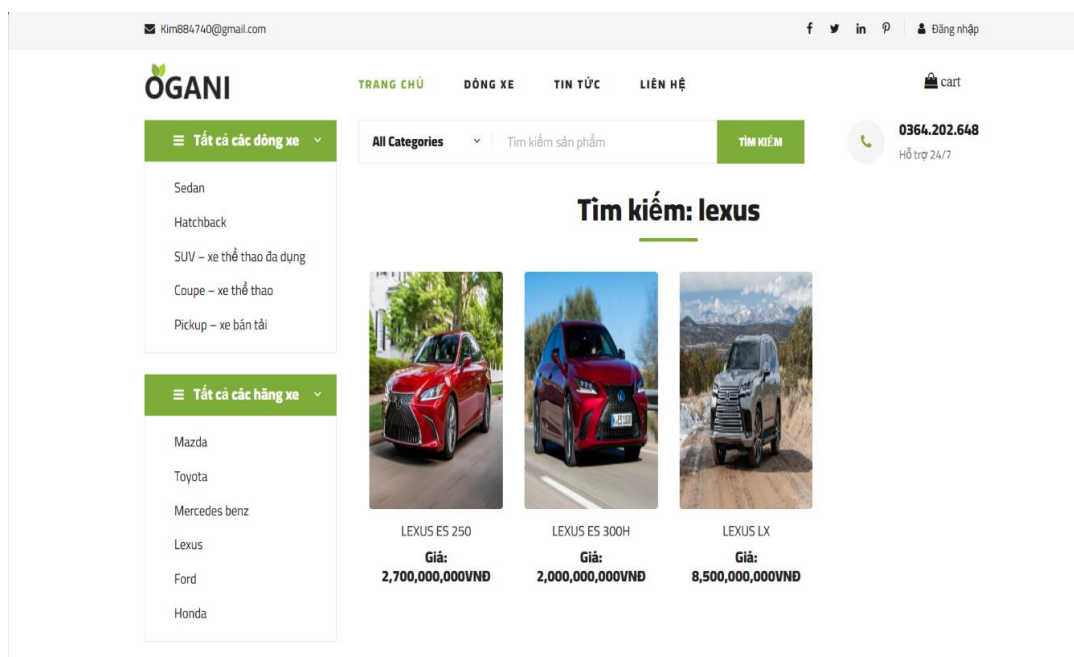 Kim884740@gmail.com
Đăng nhập
OGANI
TRANG CHỦ
DÒNG XE
TIN TỨC
LIÊN HỆ
cart
Tất cả các dòng xe
All Categories
Tìm kiếm sản phẩm
TÌM KIẾM
0364.202.648
Hỗ trợ 24/7
Sedan
Hatchback
SUV – xe thể thao đa dụng
Coupe – xe thể thao
Pickup – xe bán tải
Tìm kiếm: lexus
Tất cả các hãng xe
Mazda
Toyota
Mercedes benz
Lexus
Ford
Honda
LEXUS ES 250
Giá:
2,700,000,000VNĐ
LEXUS ES 300H
Giá:
2,000,000,000VNĐ
LEXUS LX
Giá:
8,500,000,000VNĐ